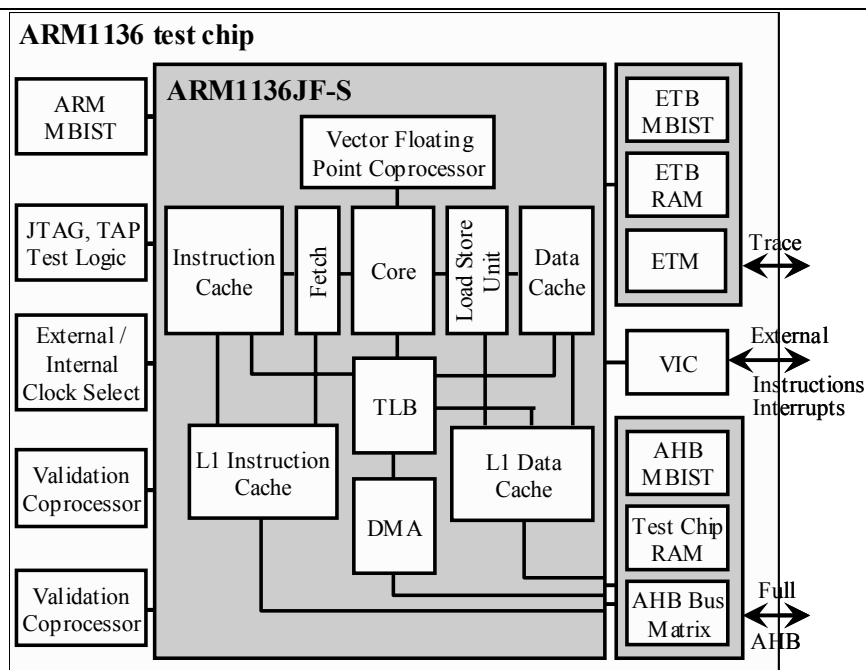 ARM1136 test chip
ARM
MBIST
JTAG, TAP
Test Logic
External /
Internal
Clock Select
Validation
Coprocessor
Validation
Coprocessor
ARM1136JF-S
Vector Floating
Point Coprocessor
Instruction
Cache
Fetch
Core
Load Store
Unit
Data
Cache
TLB
L1 Instruction
Cache
L1 Data
Cache
DMA
ETB
MBIST
ETB
RAM
ETM
Trace
VIC
External
Instructions
Interrupts
AHB
MBIST
Test Chip
RAM
AHB Bus
Matrix
Full
AHB